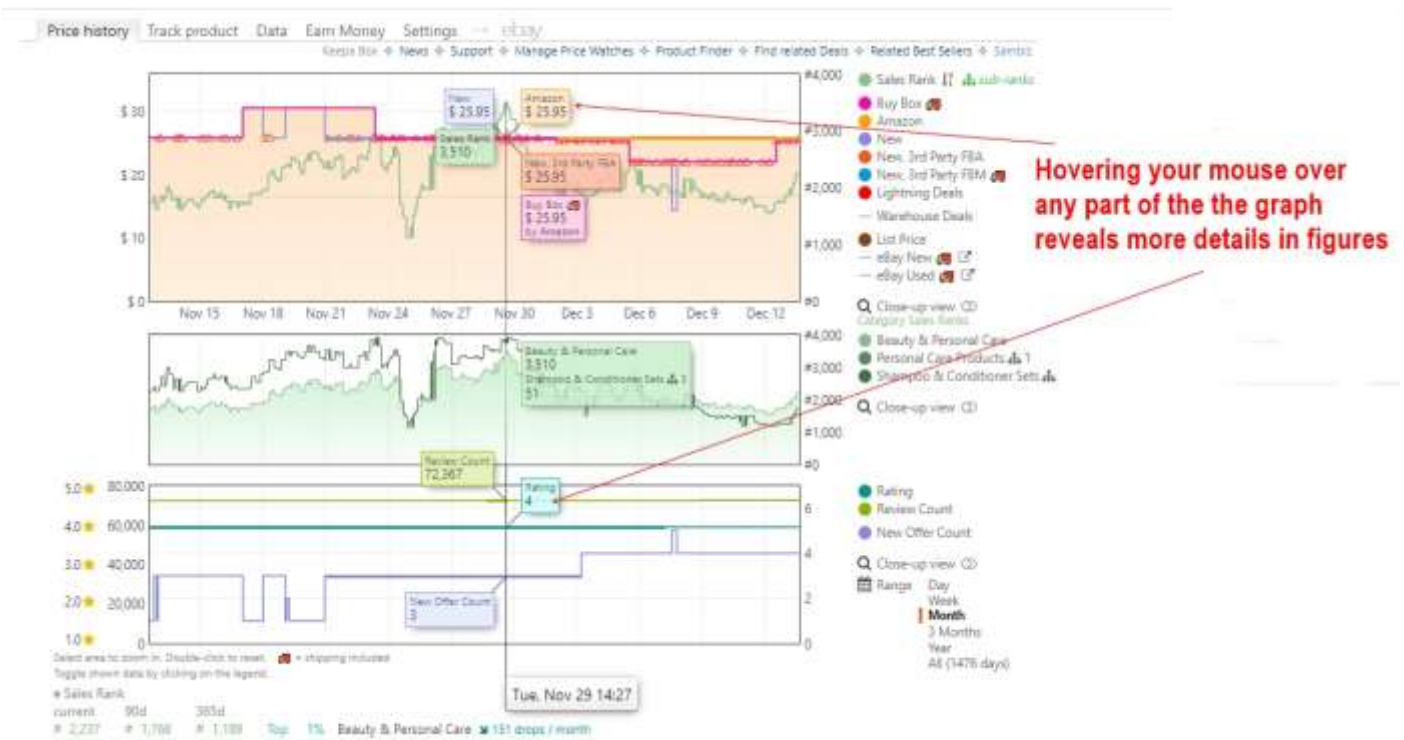 Price history Track product Data Earn Money Settings ebay
Keepa Box News Support Manage Price Watches Product Finder Find related Deals Related Best Sellers
#4,000
$ 30
New
$ 25.95
Amazon
$ 25.95
Sales Rank
3,510
#3,000
New, 3rd Party FBA
$ 25.95
$ 20
#2,000
Buy Box
$ 25.95
by Amazon
$ 10
#1,000
$ 0
#0
Nov 15 Nov 18 Nov 21 Nov 24 Nov 27 Nov 30 Dec 3 Dec 6 Dec 9 Dec 12
Sales Rank sub-ranks
Buy Box
Amazon
New
New, 3rd Party FBA
New, 3rd Party FBM
Lightning Deals
Warehouse Deals
List Price
eBay New
eBay Used
Close-up view
Hovering your mouse over
any part of the the graph
reveals more details in figures
Category Sales Ranks
Beauty & Personal Care
Personal Care Products 1
Shampoo & Conditioner Sets
Close-up view
#4,000
Beauty & Personal Care
3,510
Shampoo & Conditioner Sets
51
#3,000
#2,000
#1,000
#0
Review Count
72,367
Rating
4
5.0 80,000
4.0 60,000
3.0 40,000
2.0 20,000
1.0 0
6
4
2
0
New Offer Count
3
Rating
Review Count
New Offer Count
Close-up view
Range Day
Week
Month
3 Months
Year
All (1476 days)
Select area to zoom in. Double-click to reset. = shipping included
Toggle shown data by clicking on the legend.
Tue, Nov 29 14:27
Sales Rank
current 90d 365d
# 2,237 # 1,768 # 1,189 Top 1% Beauty & Personal Care 151 drops / month